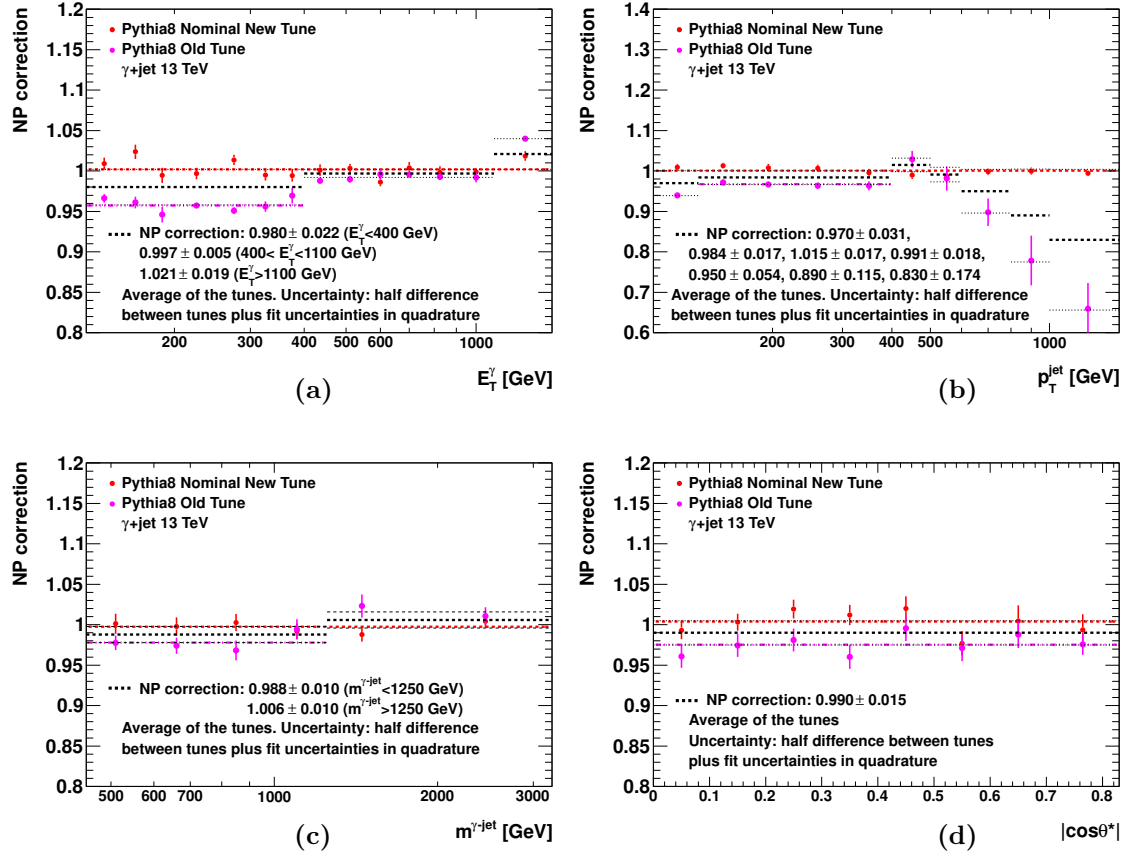 NP correction
1.2
1.15
1.1
1.05
1
0.95
0.9
0.85
0.8
Pythia8 Nominal New Tune
Pythia8 Old Tune
γ+jet 13 TeV
NP correction: 0.980 ± 0.022 (E_T^γ<400 GeV)
0.997 ± 0.005 (400< E_T^γ<1100 GeV)
1.021 ± 0.019 (E_T^γ>1100 GeV)
Average of the tunes. Uncertainty: half difference
between tunes plus fit uncertainties in quadrature
200 300 400 500 600 1000
E_T^γ [GeV]
(a)
NP correction
1.4
1.3
1.2
1.1
1
0.9
0.8
0.7
0.6
Pythia8 Nominal New Tune
Pythia8 Old Tune
γ+jet 13 TeV
NP correction: 0.970 ± 0.031,
0.984 ± 0.017, 1.015 ± 0.017, 0.991 ± 0.018,
0.950 ± 0.054, 0.890 ± 0.115, 0.830 ± 0.174
Average of the tunes. Uncertainty: half difference
between tunes plus fit uncertainties in quadrature
200 300 400 500 1000
p_T^jet [GeV]
(b)
NP correction
1.2
1.15
1.1
1.05
1
0.95
0.9
0.85
0.8
Pythia8 Nominal New Tune
Pythia8 Old Tune
γ+jet 13 TeV
NP correction: 0.988 ± 0.010 (m^γ-jet<1250 GeV)
1.006 ± 0.010 (m^γ-jet>1250 GeV)
Average of the tunes. Uncertainty: half difference
between tunes plus fit uncertainties in quadrature
500 600 700 1000 2000 3000
m^γ-jet [GeV]
(c)
NP correction
1.2
1.15
1.1
1.05
1
0.95
0.9
0.85
0.8
Pythia8 Nominal New Tune
Pythia8 Old Tune
γ+jet 13 TeV
NP correction: 0.990 ± 0.015
Average of the tunes
Uncertainty: half difference between tunes
plus fit uncertainties in quadrature
0 0.1 0.2 0.3 0.4 0.5 0.6 0.7 0.8
|cosθ*|
(d)